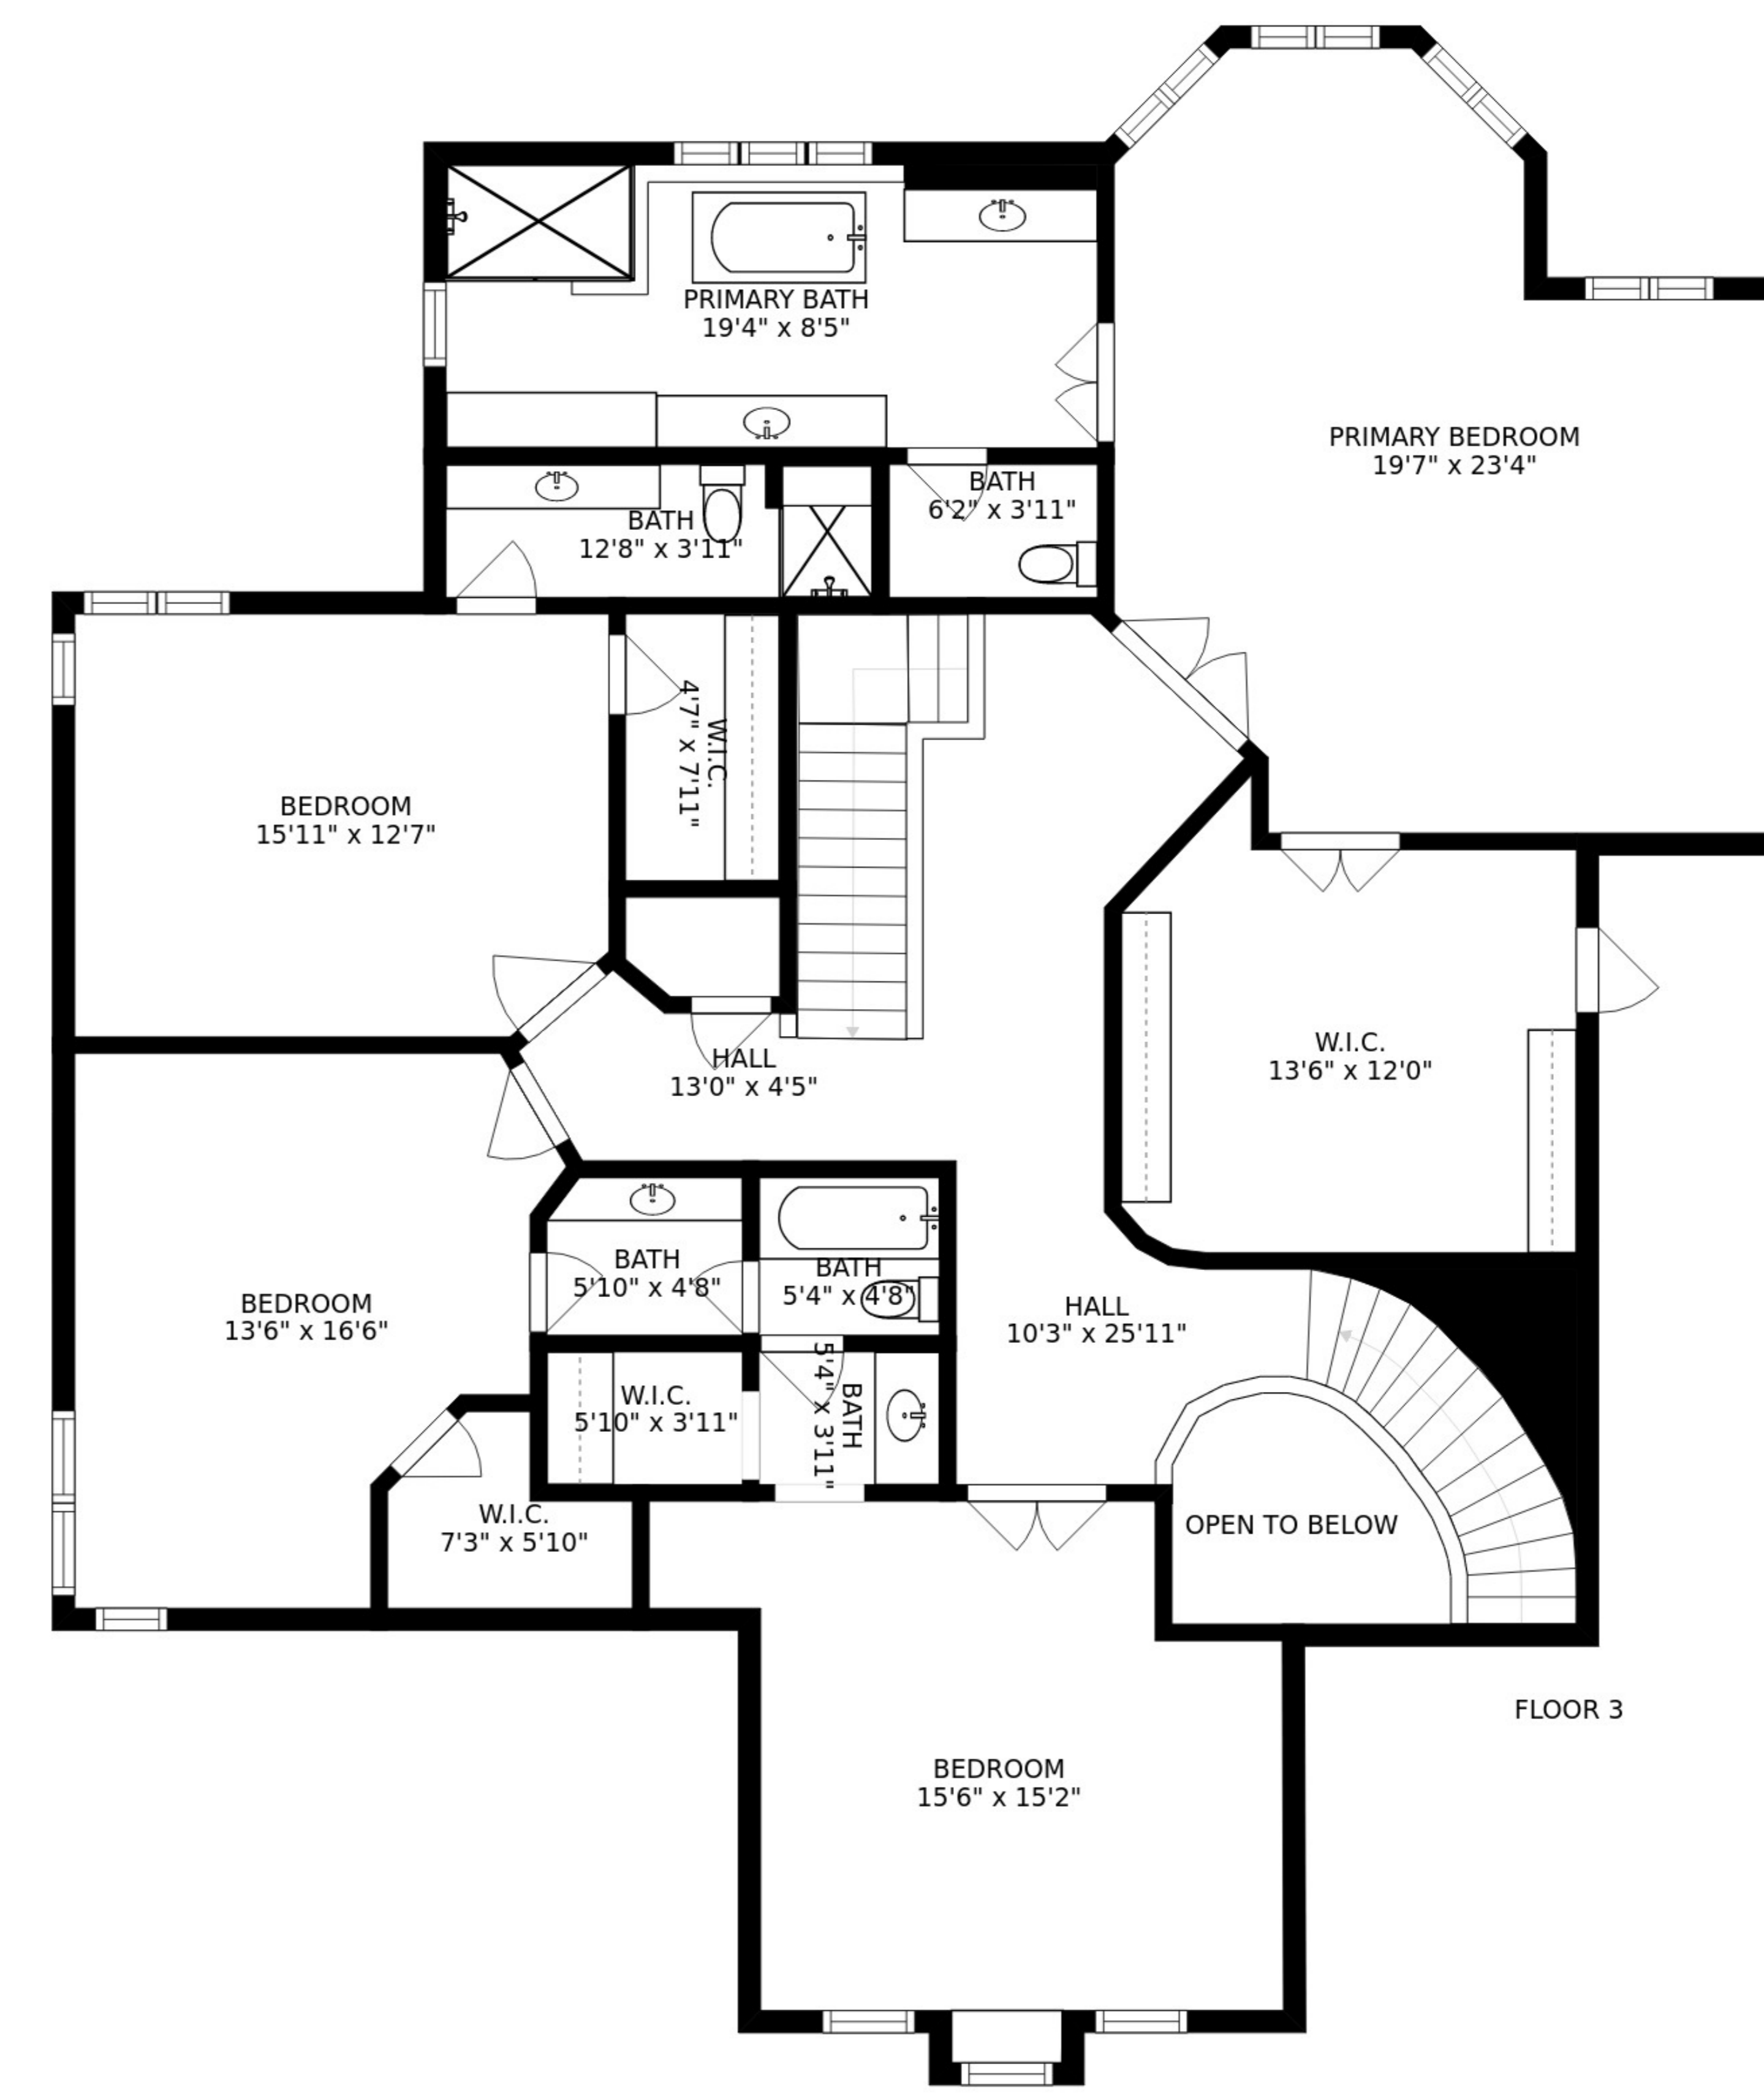 PRIMARY BATH
19'4" x 8'5"
PRIMARY BEDROOM
19'7" x 23'4"
BATH
6'2" x 3'11"
BATH
12'8" x 3'11"
W.I.C.
4'7" x 7'11"
BEDROOM
15'11" x 12'7"
HALL
13'0" x 4'5"
W.I.C.
13'6" x 12'0"
BATH
5'10" x 4'8"
BATH
5'4" x 4'8"
BEDROOM
13'6" x 16'6"
HALL
10'3" x 25'11"
W.I.C.
5'10" x 3'11"
BATH
5'4" x 3'11"
W.I.C.
7'3" x 5'10"
OPEN TO BELOW
FLOOR 3
BEDROOM
15'6" x 15'2"